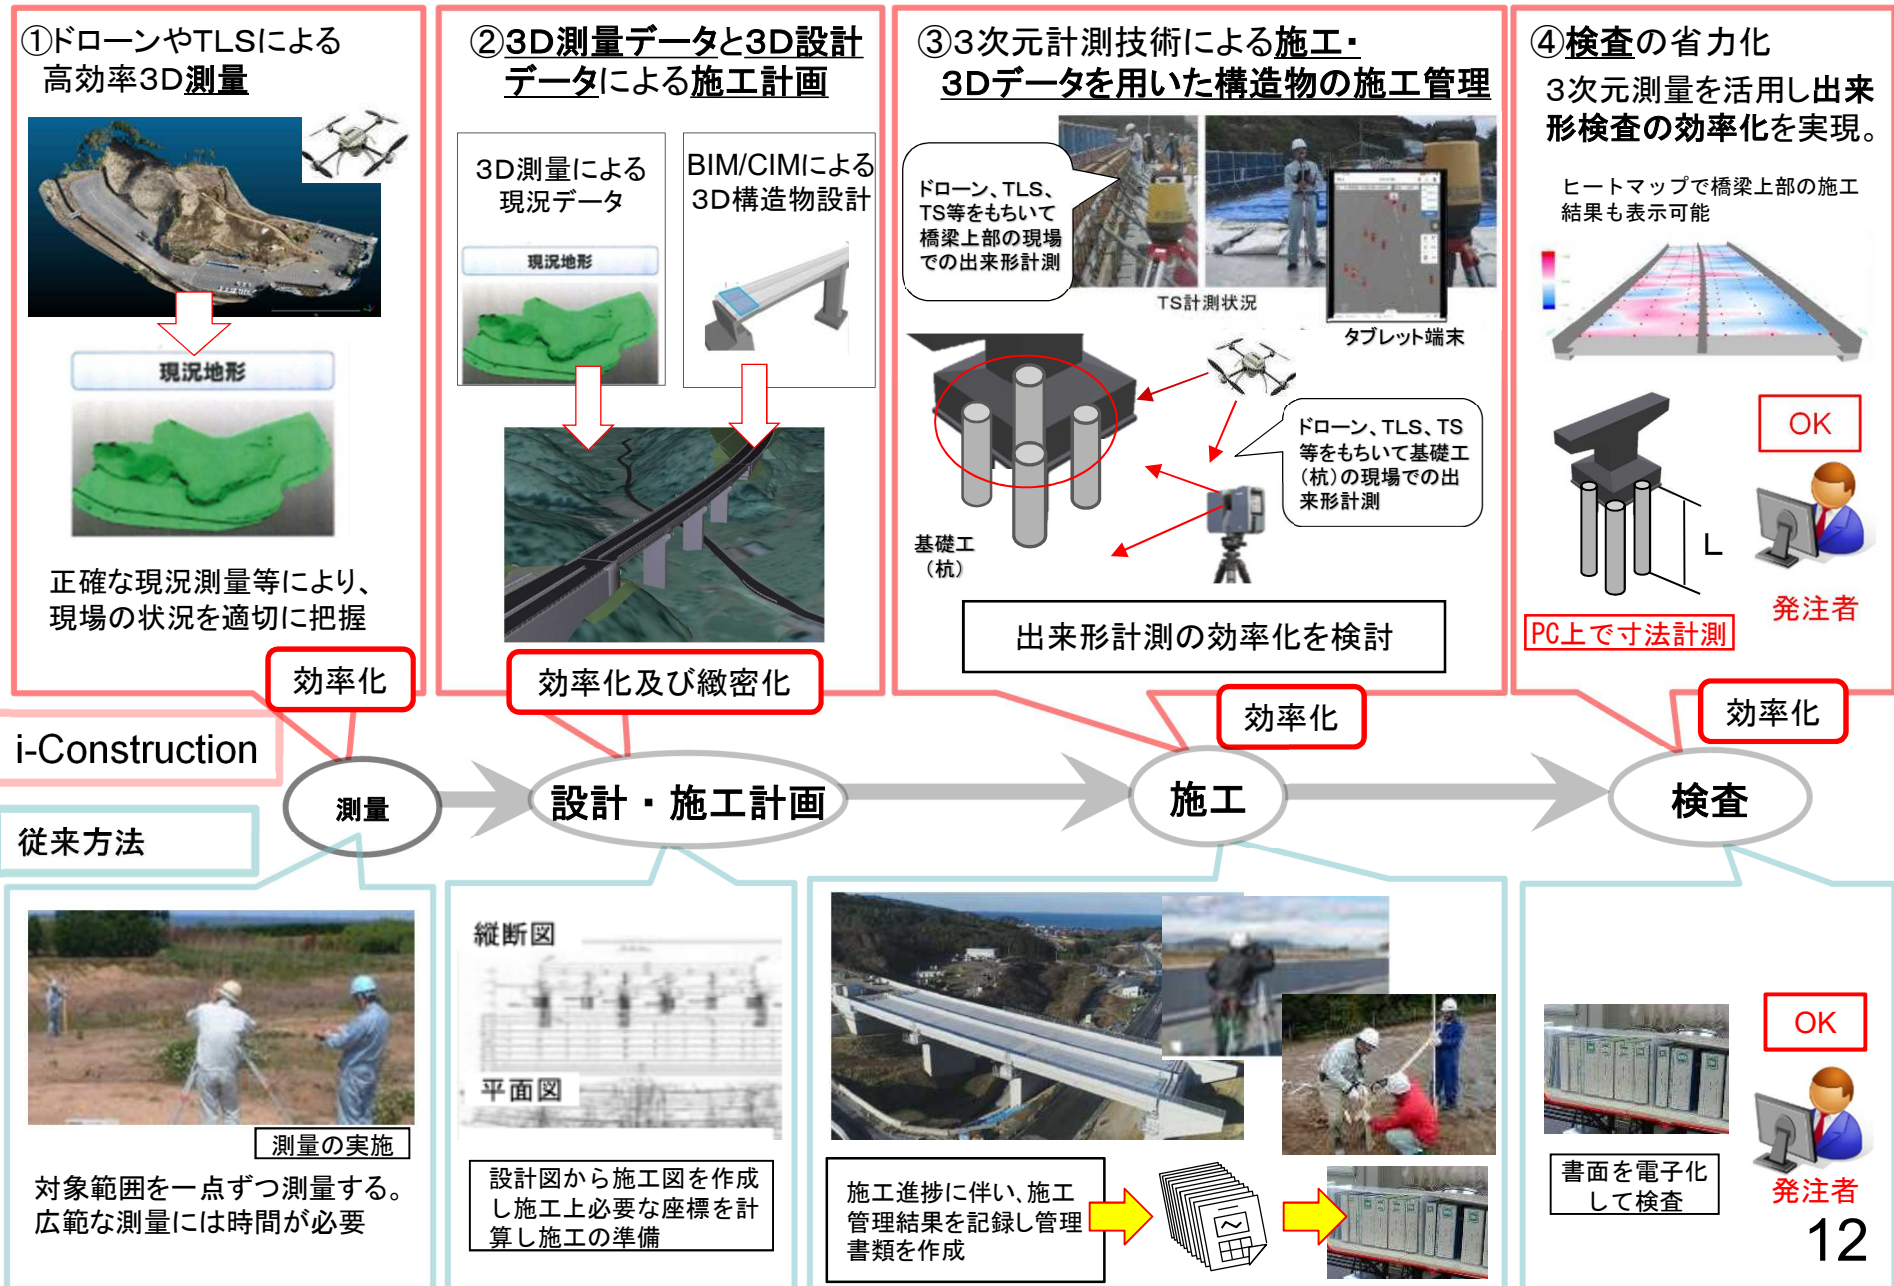 ①ドローンやTLSによる
高効率3D測量
現況地形
正確な現況測量等により、
現場の状況を適切に把握
効率化
②3D測量データと3D設計
データによる施工計画
3D測量による
現況データ
現況地形
BIM/CIMによる
3D構造物設計
効率化及び緻密化
③3次元計測技術による施工・
3Dデータを用いた構造物の施工管理
ドローン、TLS、
TS等をもちいて
橋梁上部の現場
での出来形計測
TS計測状況
タブレット端末
ドローン、TLS、TS
等をもちいて基礎工
(杭)の現場での出
来形計測
基礎工
(杭)
出来形計測の効率化を検討
効率化
④検査の省力化
3次元測量を活用し出来
形検査の効率化を実現。
ヒートマップで橋梁上部の施工
結果も表示可能
OK
L
発注者
PC上で寸法計測
効率化
i-Construction
測量
設計・施工計画
施工
検査
従来方法
測量の実施
対象範囲を一点ずつ測量する。
広範な測量には時間が必要
縦断図
平面図
設計図から施工図を作成
し施工上必要な座標を計
算し施工の準備
施工進捗に伴い、施工
管理結果を記録し管理
書類を作成
OK
書面を電子化
して検査
発注者
12